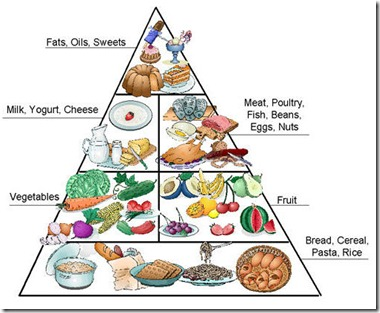 Fats, Oils, Sweets
Milk, Yogurt, Cheese
Meat, Poultry,
Fish, Beans,
Eggs, Nuts
Vegetables
Fruit
Bread, Cereal,
Pasta, Rice